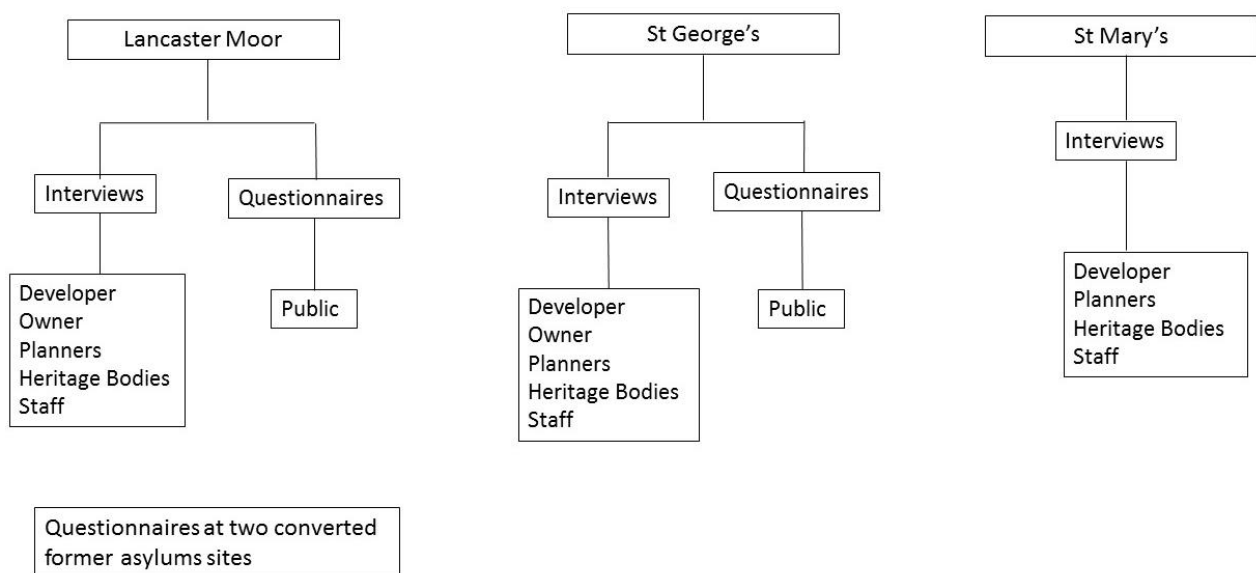 Lancaster Moor
Interviews
Questionnaires
Developer
Owner
Planners
Heritage Bodies
Staff
Public
St George’s
Interviews
Questionnaires
Developer
Owner
Planners
Heritage Bodies
Staff
Public
St Mary’s
Interviews
Developer
Planners
Heritage Bodies
Staff
Questionnaires at two converted
former asylums sites